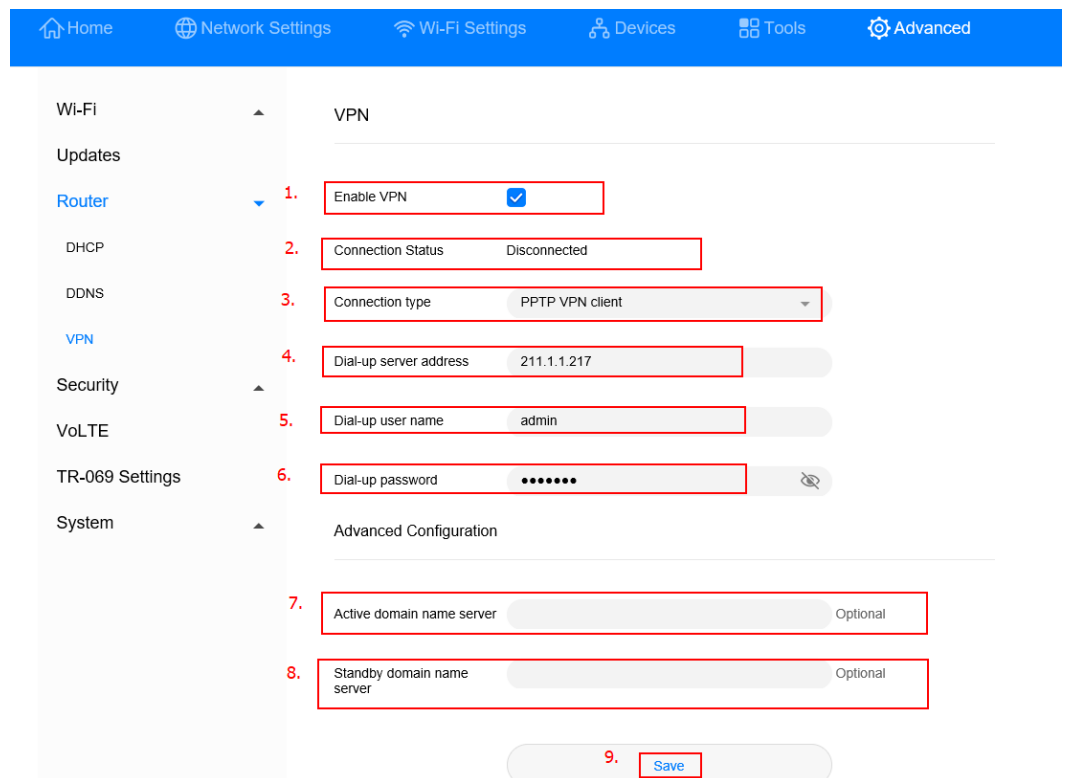 Home Network Settings Wi-Fi Settings Devices Tools Advanced
Wi-Fi
Updates
Router
DHCP
DDNS
VPN
Security
VoLTE
TR-069 Settings
System
VPN
1. Enable VPN
2. Connection Status Disconnected
3. Connection type PPTP VPN client
4. Dial-up server address 211.1.1.217
5. Dial-up user name admin
6. Dial-up password •••••••
Advanced Configuration
7. Active domain name server Optional
8. Standby domain name Optional
server
9. Save